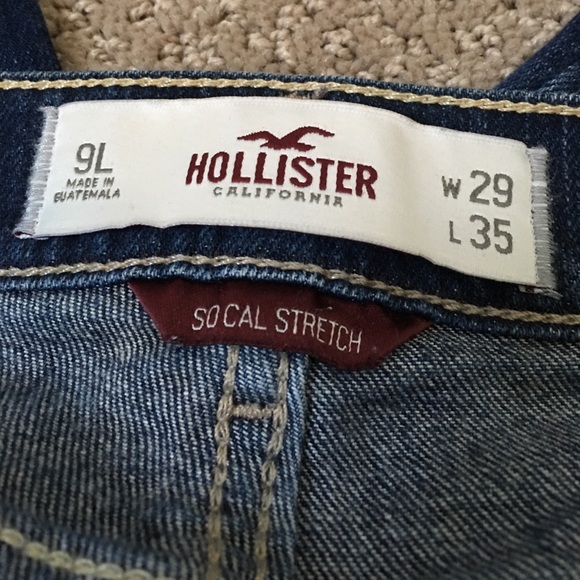 9L
MADE IN
GUATEMALA
HOLLISTER
CALIFORNIA
W 29
L 35
SO CAL STRETCH